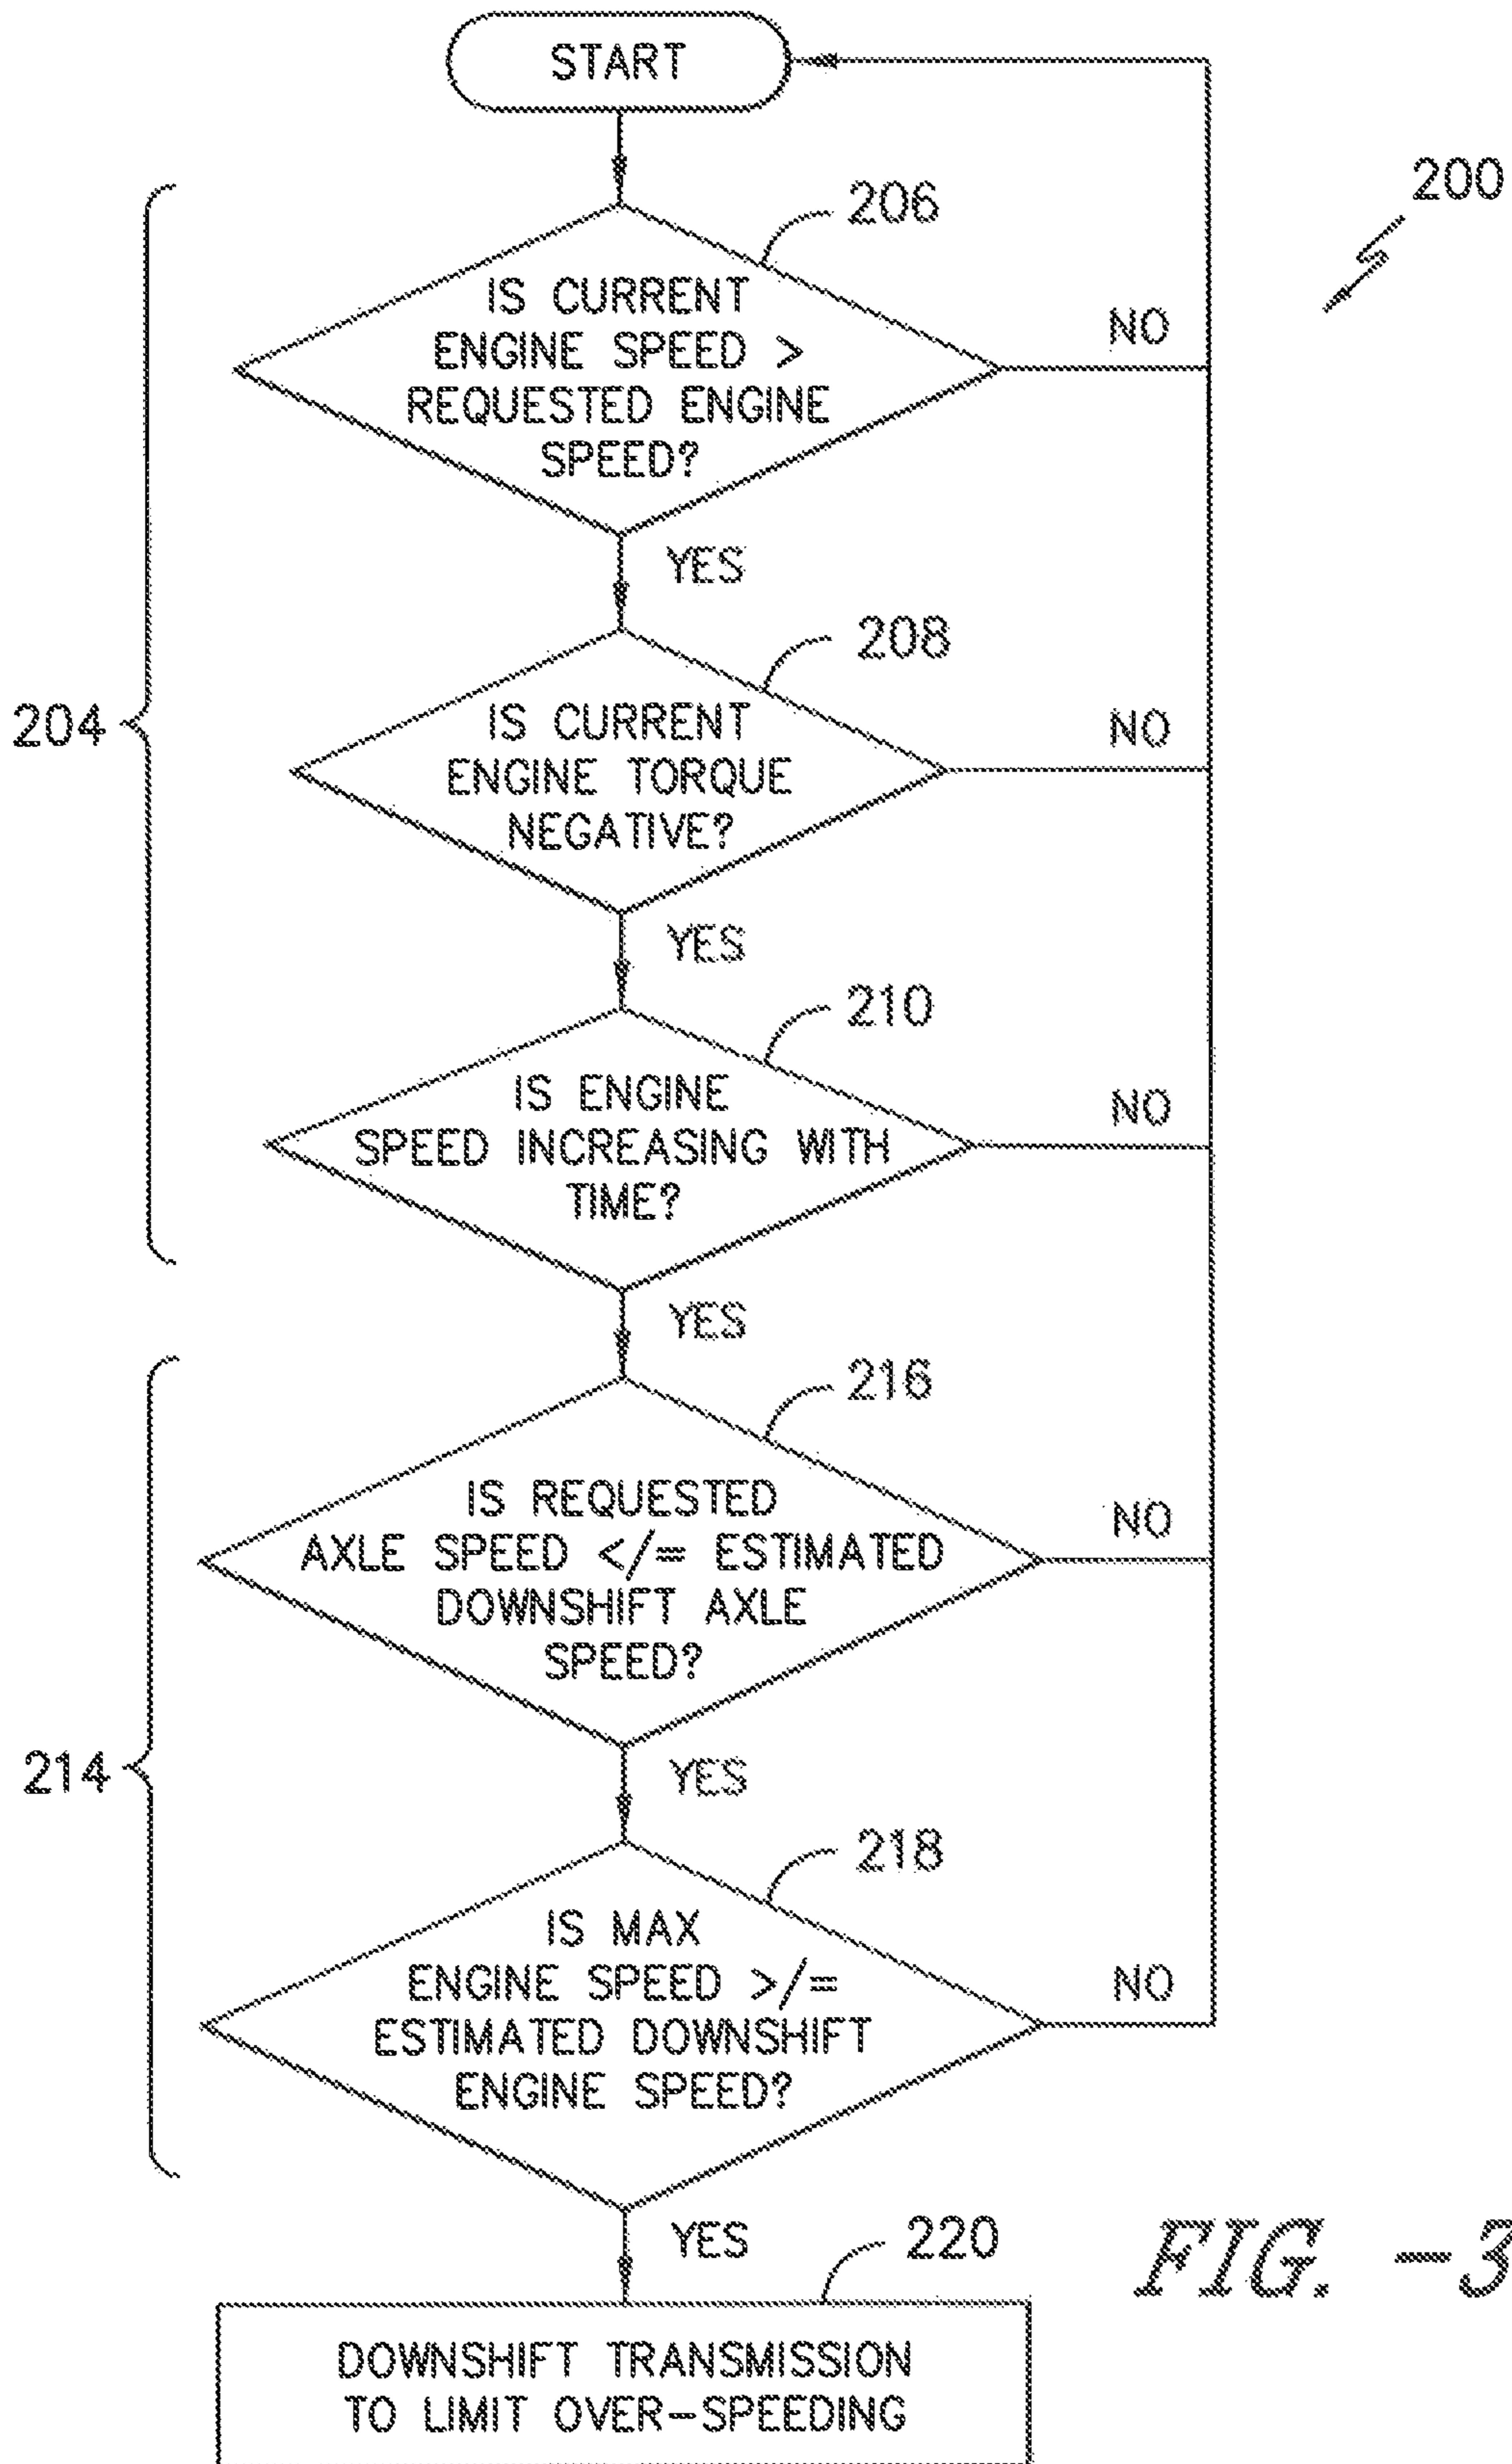 START
200
206
IS CURRENT
ENGINE SPEED >
REQUESTED ENGINE
SPEED?
NO
YES
204
208
IS CURRENT
ENGINE TORQUE
NEGATIVE?
NO
YES
210
IS ENGINE
SPEED INCREASING WITH
TIME?
NO
YES
216
IS REQUESTED
AXLE SPEED </= ESTIMATED
DOWNSHIFT AXLE
SPEED?
NO
YES
214
218
IS MAX
ENGINE SPEED >/=
ESTIMATED DOWNSHIFT
ENGINE SPEED?
NO
YES
220
DOWNSHIFT TRANSMISSION
TO LIMIT OVER-SPEEDING
FIG. -3